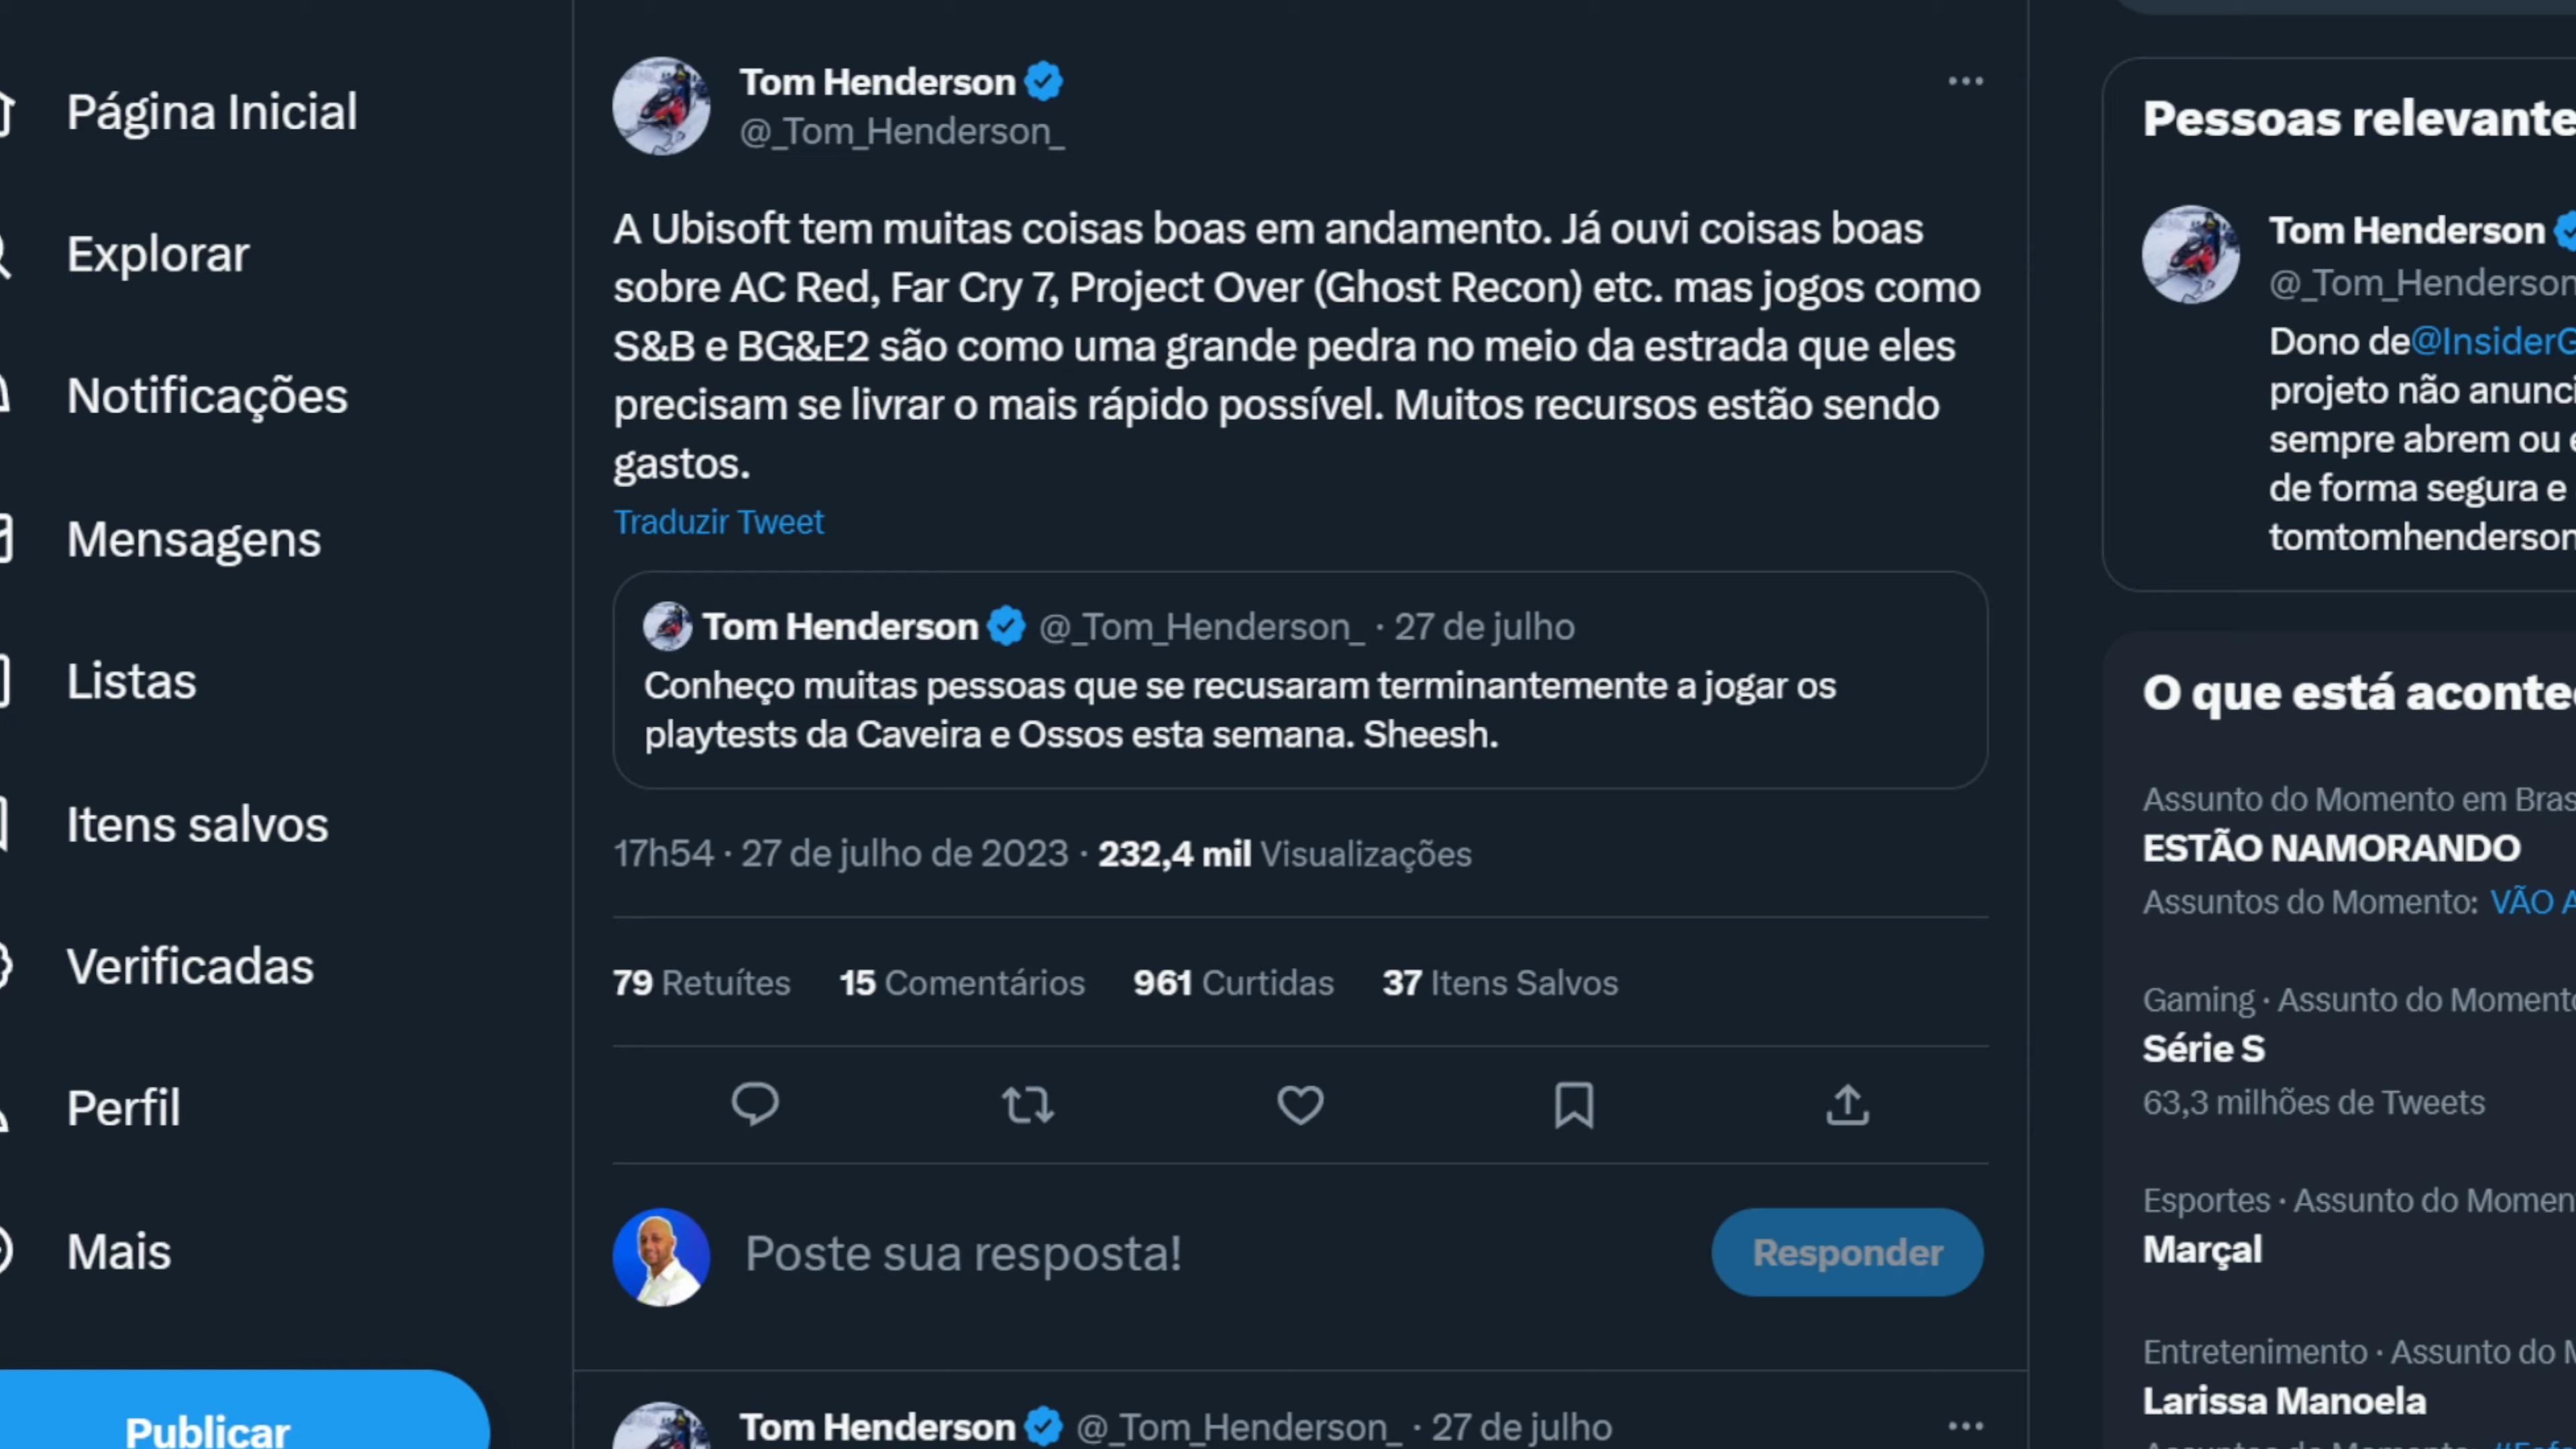 Página Inicial
Explorar
Notificações
Mensagens
Listas
Itens salvos
Verificadas
Perfil
Mais
Publicar
Tom Henderson
@_Tom_Henderson_
A Ubisoft tem muitas coisas boas em andamento. Já ouvi coisas boas
sobre AC Red, Far Cry 7, Project Over (Ghost Recon) etc. mas jogos como
S&B e BG&E2 são como uma grande pedra no meio da estrada que eles
precisam se livrar o mais rápido possível. Muitos recursos estão sendo
gastos.
Traduzir Tweet
Tom Henderson @_Tom_Henderson_ · 27 de julho
Conheço muitas pessoas que se recusaram terminantemente a jogar os
playtests da Caveira e Ossos esta semana. Sheesh.
17h54 · 27 de julho de 2023 · 232,4 mil Visualizações
79 Retuítes 15 Comentários 961 Curtidas 37 Itens Salvos
Poste sua resposta!
Responder
Tom Henderson @_Tom_Henderson_ · 27 de julho
Pessoas relevante
Tom Henderson
@_Tom_Henderson
Dono de@InsiderG
projeto não anunci
sempre abrem ou e
de forma segura e
tomtomhenderson
O que está aconte
Assunto do Momento em Bras
ESTÃO NAMORANDO
Assuntos do Momento: VÃO A
Gaming · Assunto do Momento
Série S
63,3 milhões de Tweets
Esportes · Assunto do Momen
Marçal
Entretenimento · Assunto do M
Larissa Manoela